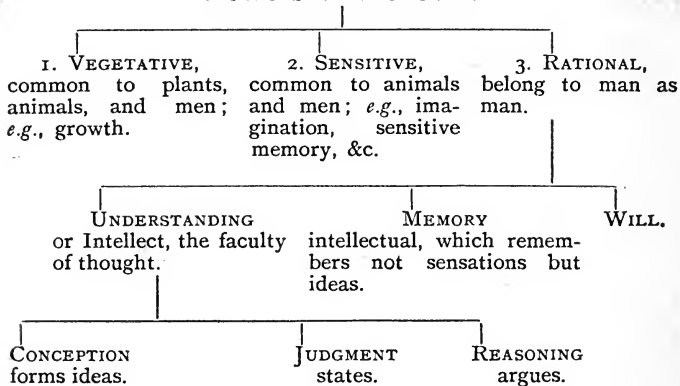 1. VEGETATIVE, 2. SENSITIVE, 3. RATIONAL,
common to plants, common to animals belong to man as
animals, and men; and men; e.g., ima- man.
e.g., growth. gination, sensitive
memory, &c.
UNDERSTANDING MEMORY WILL.
or Intellect, the faculty intellectual, which remem-
of thought. bers not sensations but
ideas.
CONCEPTION JUDGMENT REASONING
forms ideas. states. argues.